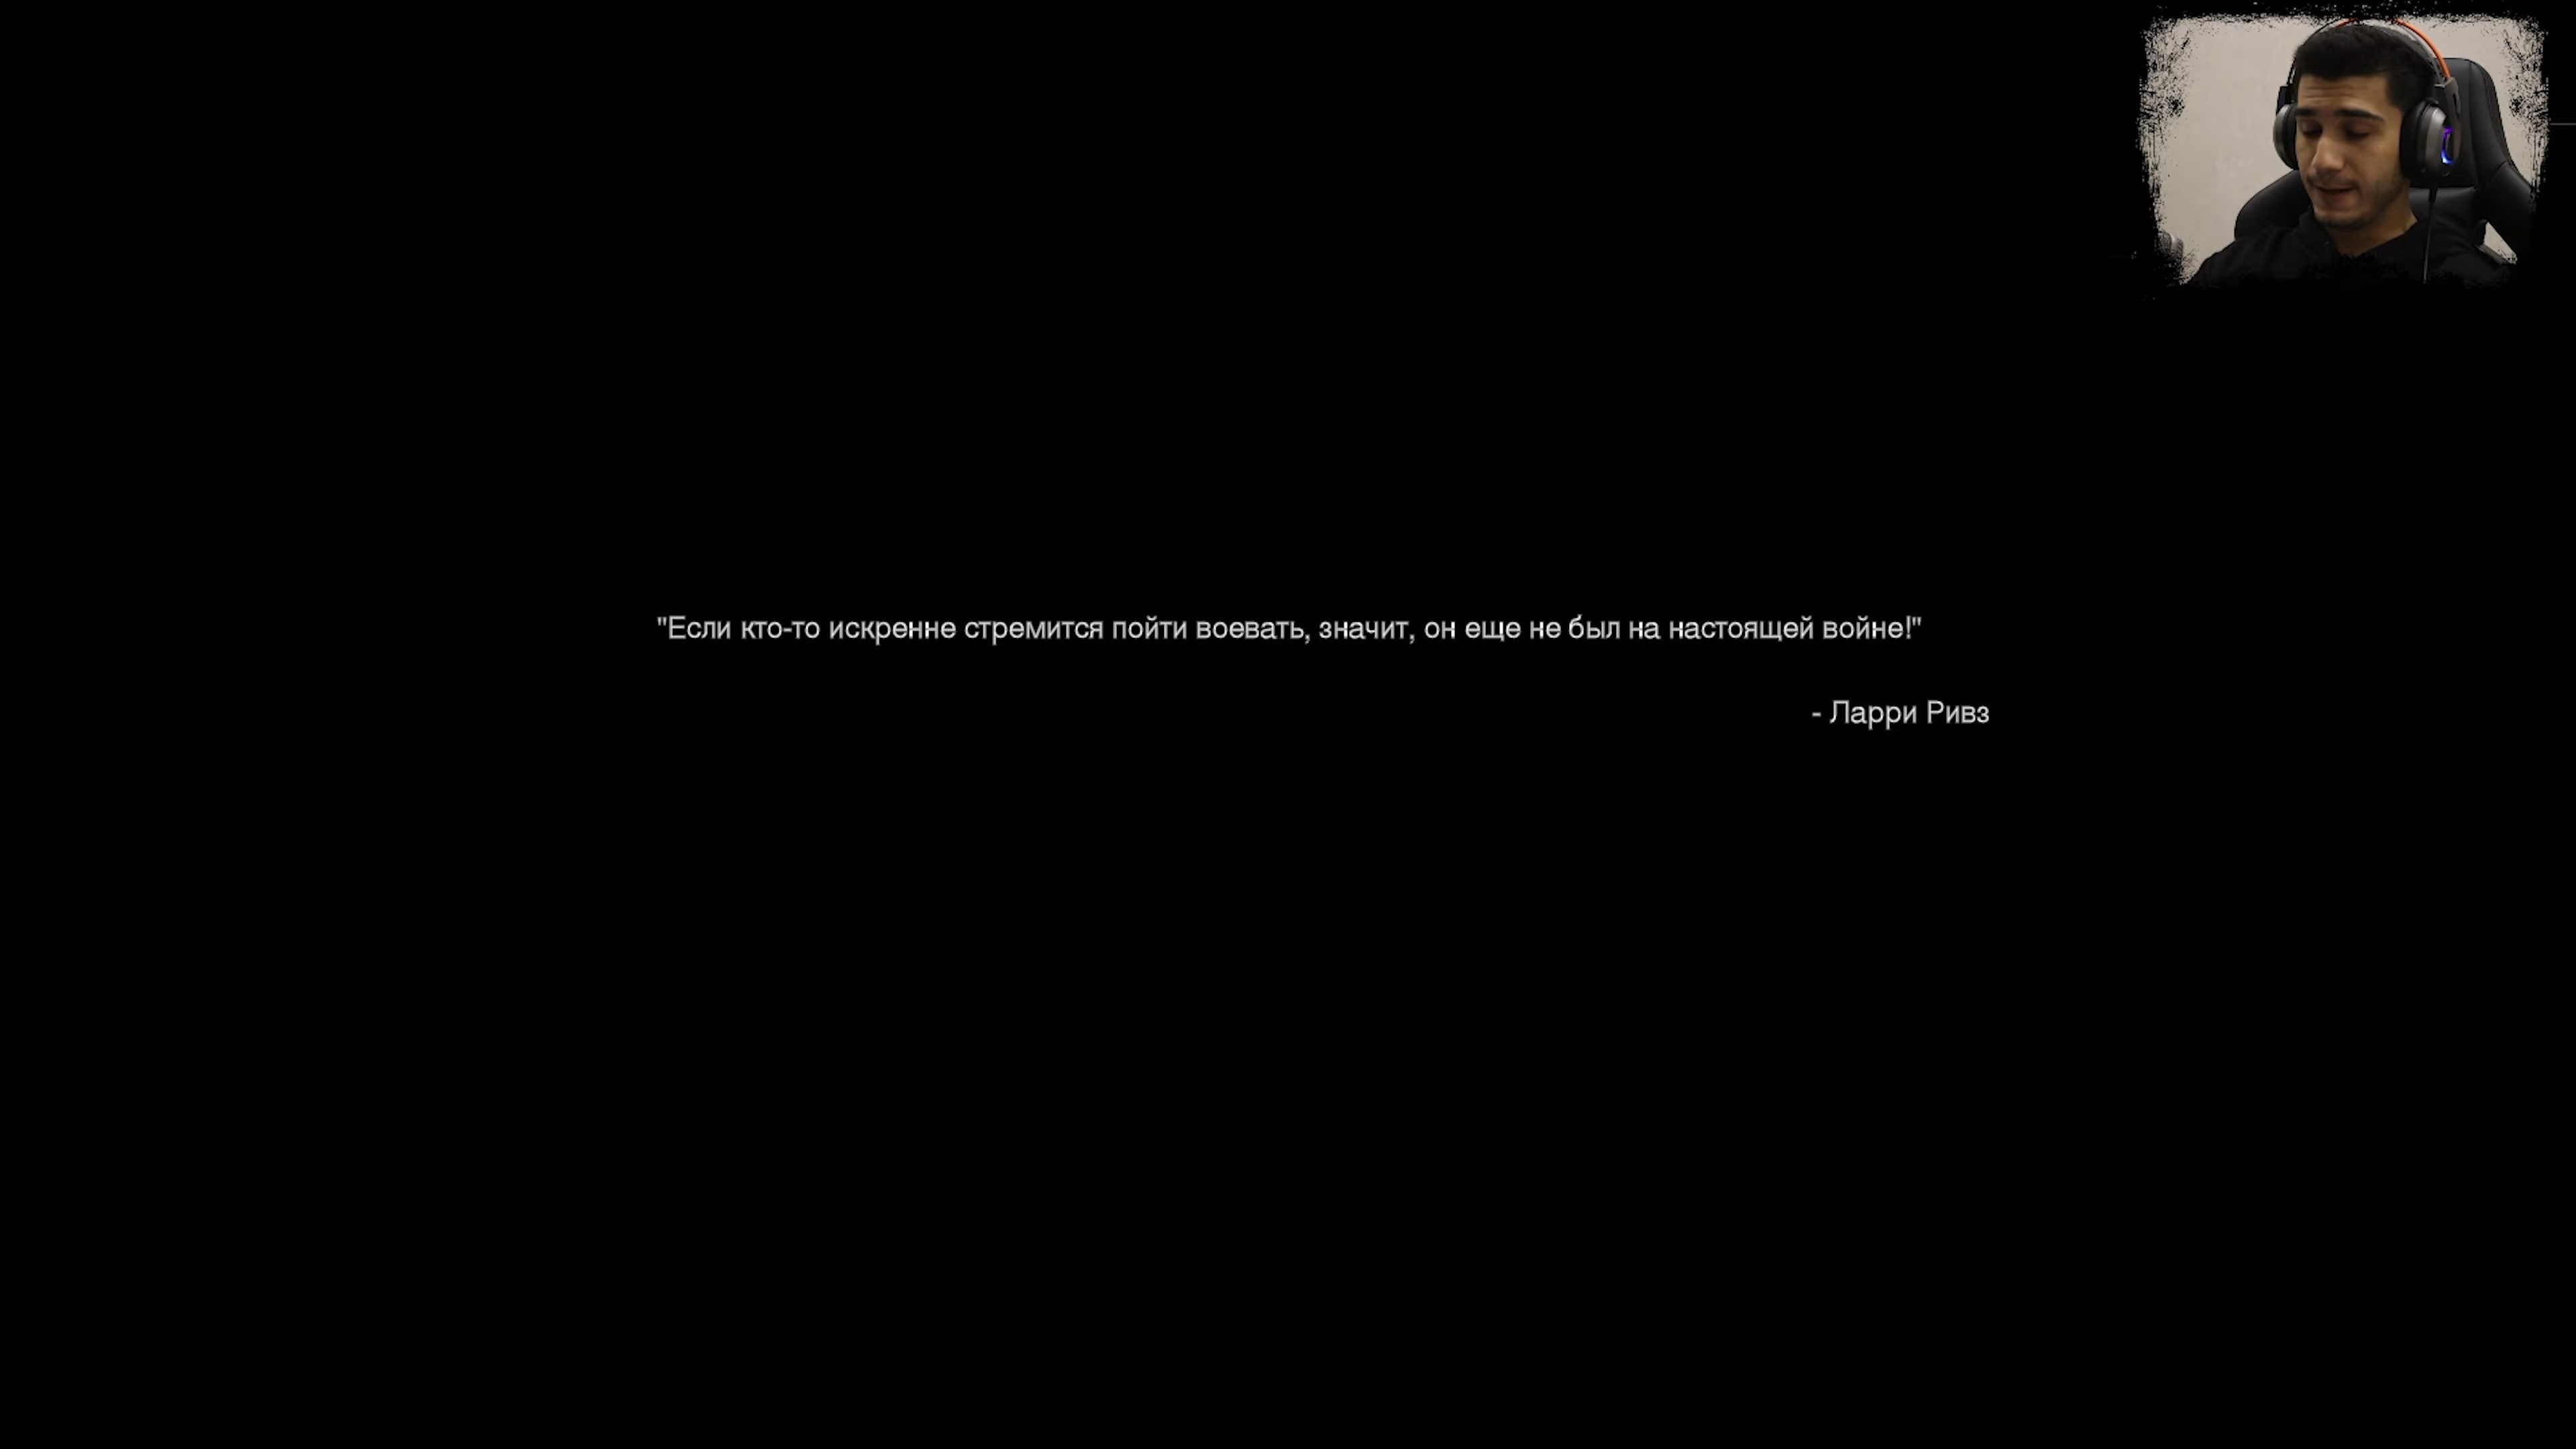 "Если кто-то искренне стремится пойти воевать, значит, он еще не был на настоящей войне!"
- Ларри Ривз